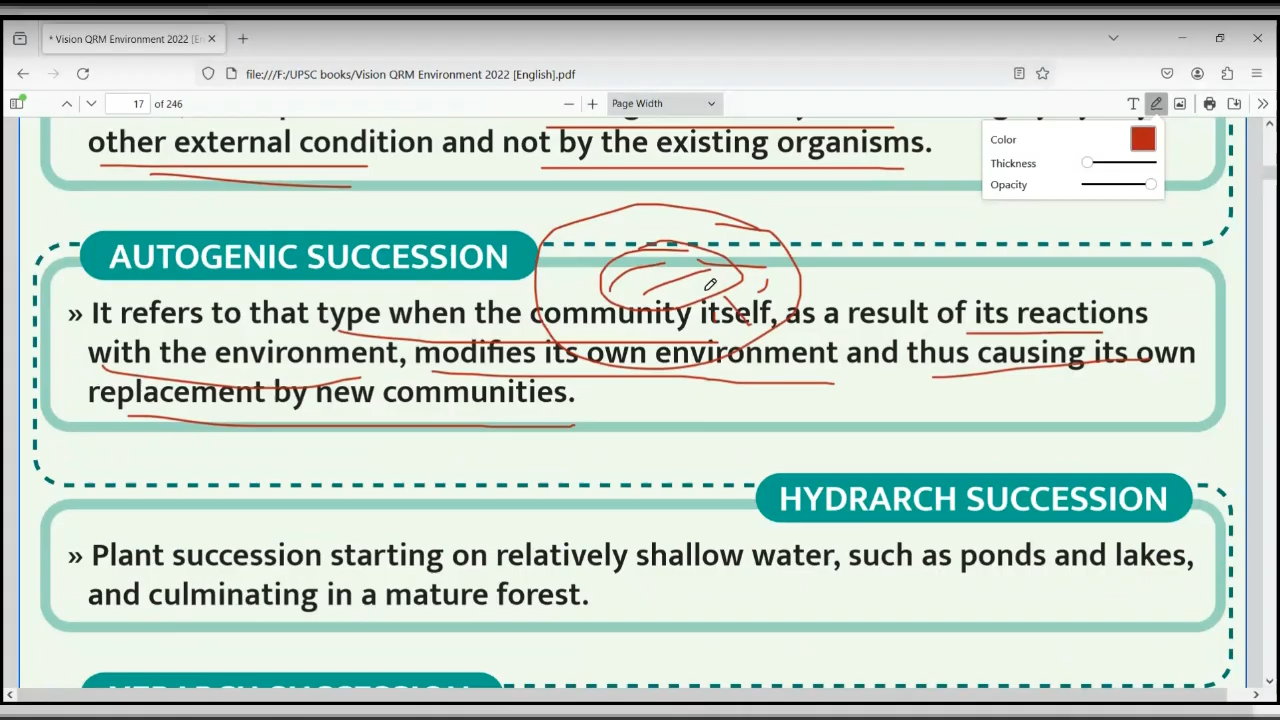 * Vision QRM Environment 2022 [En
file:///F:/UPSC books/Vision QRM Environment 2022 [English].pdf
17 of 246
Page Width
Color
Thickness
Opacity
other external condition and not by the existing organisms.
AUTOGENIC SUCCESSION
» It refers to that type when the community itself, as a result of its reactions
with the environment, modifies its own environment and thus causing its own
replacement by new communities.
HYDRARCH SUCCESSION
» Plant succession starting on relatively shallow water, such as ponds and lakes,
and culminating in a mature forest.